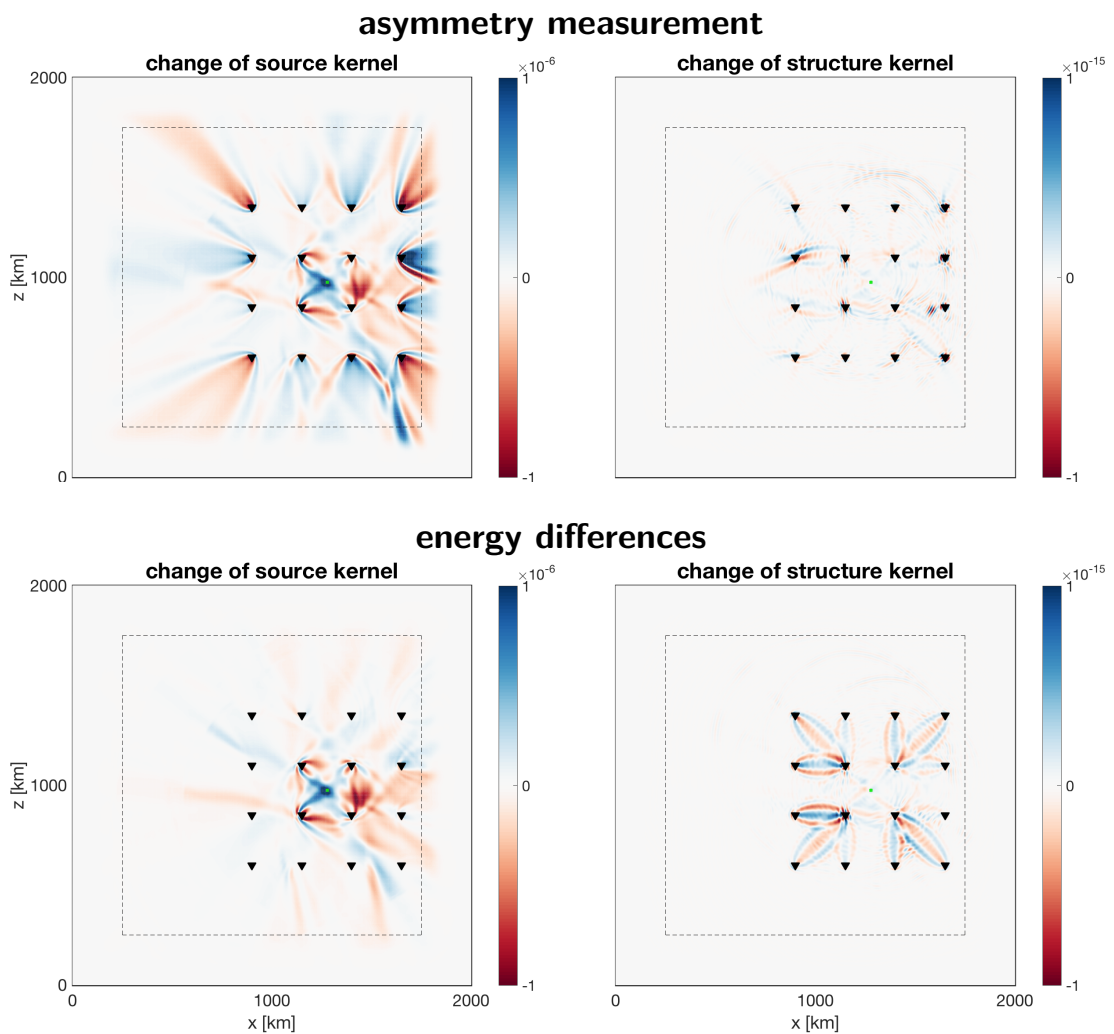 asymmetry measurement
change of source kernel
change of structure kernel
×10-6
×10-15
2000
1000
0
z [km]
1
0
-1
1
0
-1
energy differences
change of source kernel
change of structure kernel
×10-6
×10-15
2000
1000
0
z [km]
1
0
-1
1
0
-1
0
1000
2000
0
1000
2000
x [km]
x [km]